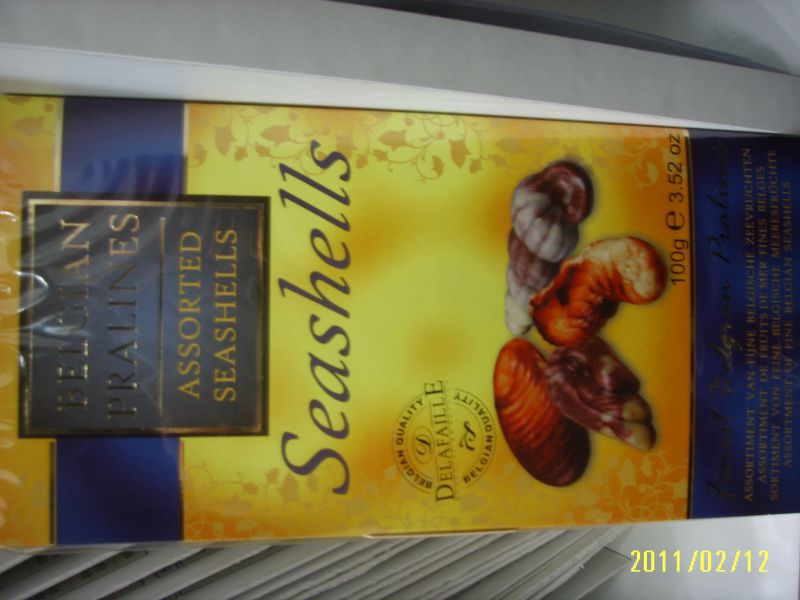 BELGIAN
PRALINES
ASSORTED
SEASHELLS
Seashells
BELGIAN QUALITY
D
DELAFAILLE
BELGIAN QUALITY
100g e 3.52 oz
Finest Belgian Pralines
ASSORTIMENT VAN FIJNE BELGISCHE ZEEVRUCHTEN
ASSORTIMENT DE FRUITS DE MER FINES BELGES
SORTIMENT VON FEINE BELGISCHE MEERESFRÜCHTE
ASSORTMENT OF FINE BELGIAN SEASHELLS
2011/02/12